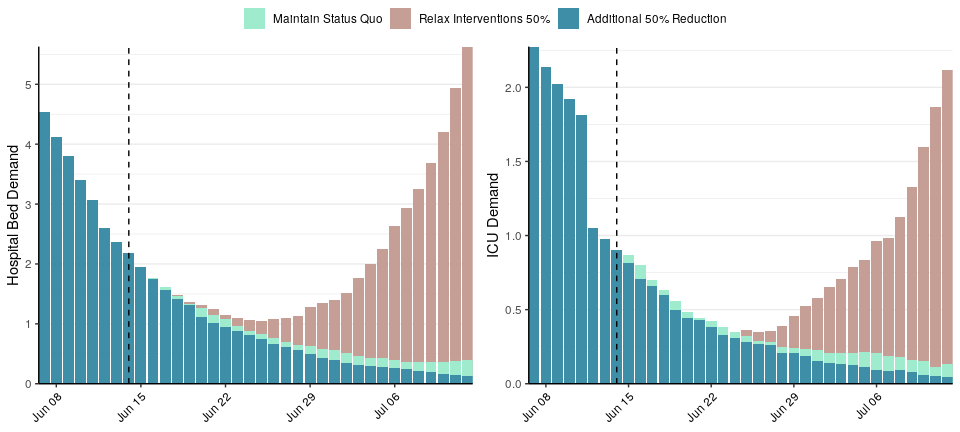 Maintain Status Quo Relax Interventions 50% Additional 50% Reduction
Hospital Bed Demand
5
4
3
2
1
0
Jun 08 Jun 15 Jun 22 Jun 29 Jul 06
ICU Demand
2.0
1.5
1.0
0.5
0.0
Jun 08 Jun 15 Jun 22 Jun 29 Jul 06